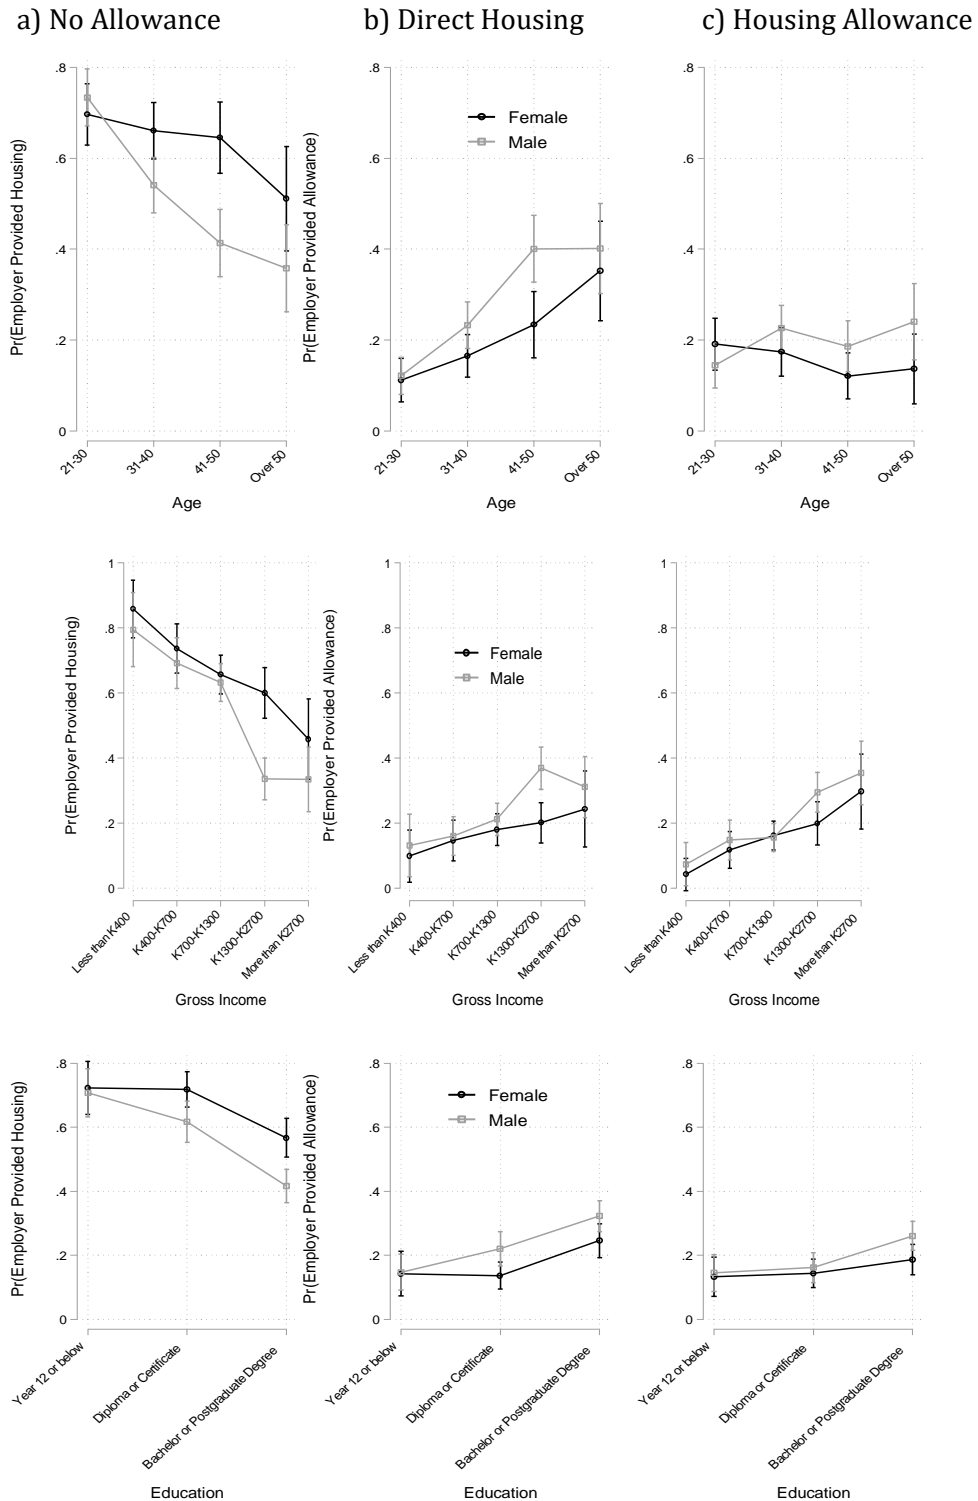 a) No Allowance
b) Direct Housing
c) Housing Allowance
Pr(Employer Provided Housing)
.8
.6
.4
.2
0
21-30
31-40
41-50
Over 50
Age
Pr(Employer Provided Allowance)
.8
.6
.4
.2
0
Female
Male
21-30
31-40
41-50
Over 50
Age
.8
.6
.4
.2
0
21-30
31-40
41-50
Over 50
Age
Pr(Employer Provided Housing)
1
.8
.6
.4
.2
0
Less than K400
K400-K700
K700-K1300
K1300-K2700
More than K2700
Gross Income
Pr(Employer Provided Allowance)
1
.8
.6
.4
.2
0
Female
Male
Less than K400
K400-K700
K700-K1300
K1300-K2700
More than K2700
Gross Income
1
.8
.6
.4
.2
0
Less than K400
K400-K700
K700-K1300
K1300-K2700
More than K2700
Gross Income
Pr(Employer Provided Housing)
.8
.6
.4
.2
0
Year 12 or below
Diploma or Certificate
Bachelor or Postgraduate Degree
Education
Pr(Employer Provided Allowance)
.8
.6
.4
.2
0
Female
Male
Year 12 or below
Diploma or Certificate
Bachelor or Postgraduate Degree
Education
.8
.6
.4
.2
0
Year 12 or below
Diploma or Certificate
Bachelor or Postgraduate Degree
Education